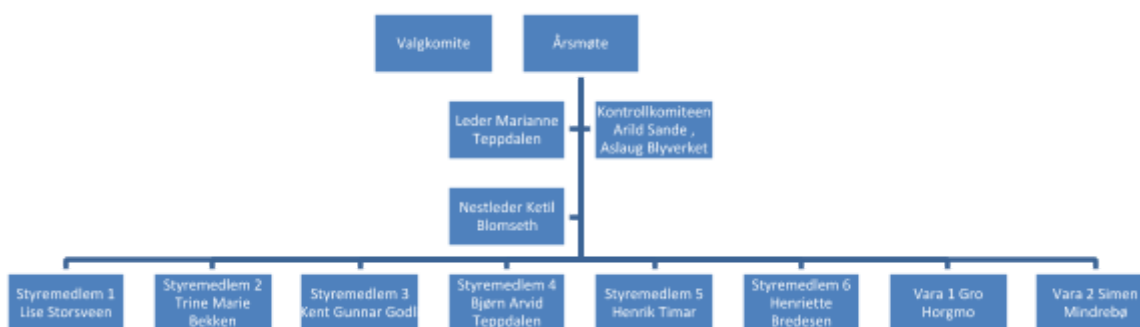 Valgkomite
Årsmøte
Leder Marianne
Teppdalen
Kontrollkomiteen
Arild Sande ,
Aslaug Blyverket
Nestleder Ketil
Blomseth
Styremedlem 1
Lise Storsveen
Styremedlem 2
Trine Marie
Bekken
Styremedlem 3
Kent Gunnar Godli
Styremedlem 4
Bjørn Arvid
Teppdalen
Styremedlem 5
Henrik Timar
Styremedlem 6
Henriette
Bredesen
Vara 1 Gro
Horgmo
Vara 2 Simen
Mindrebø